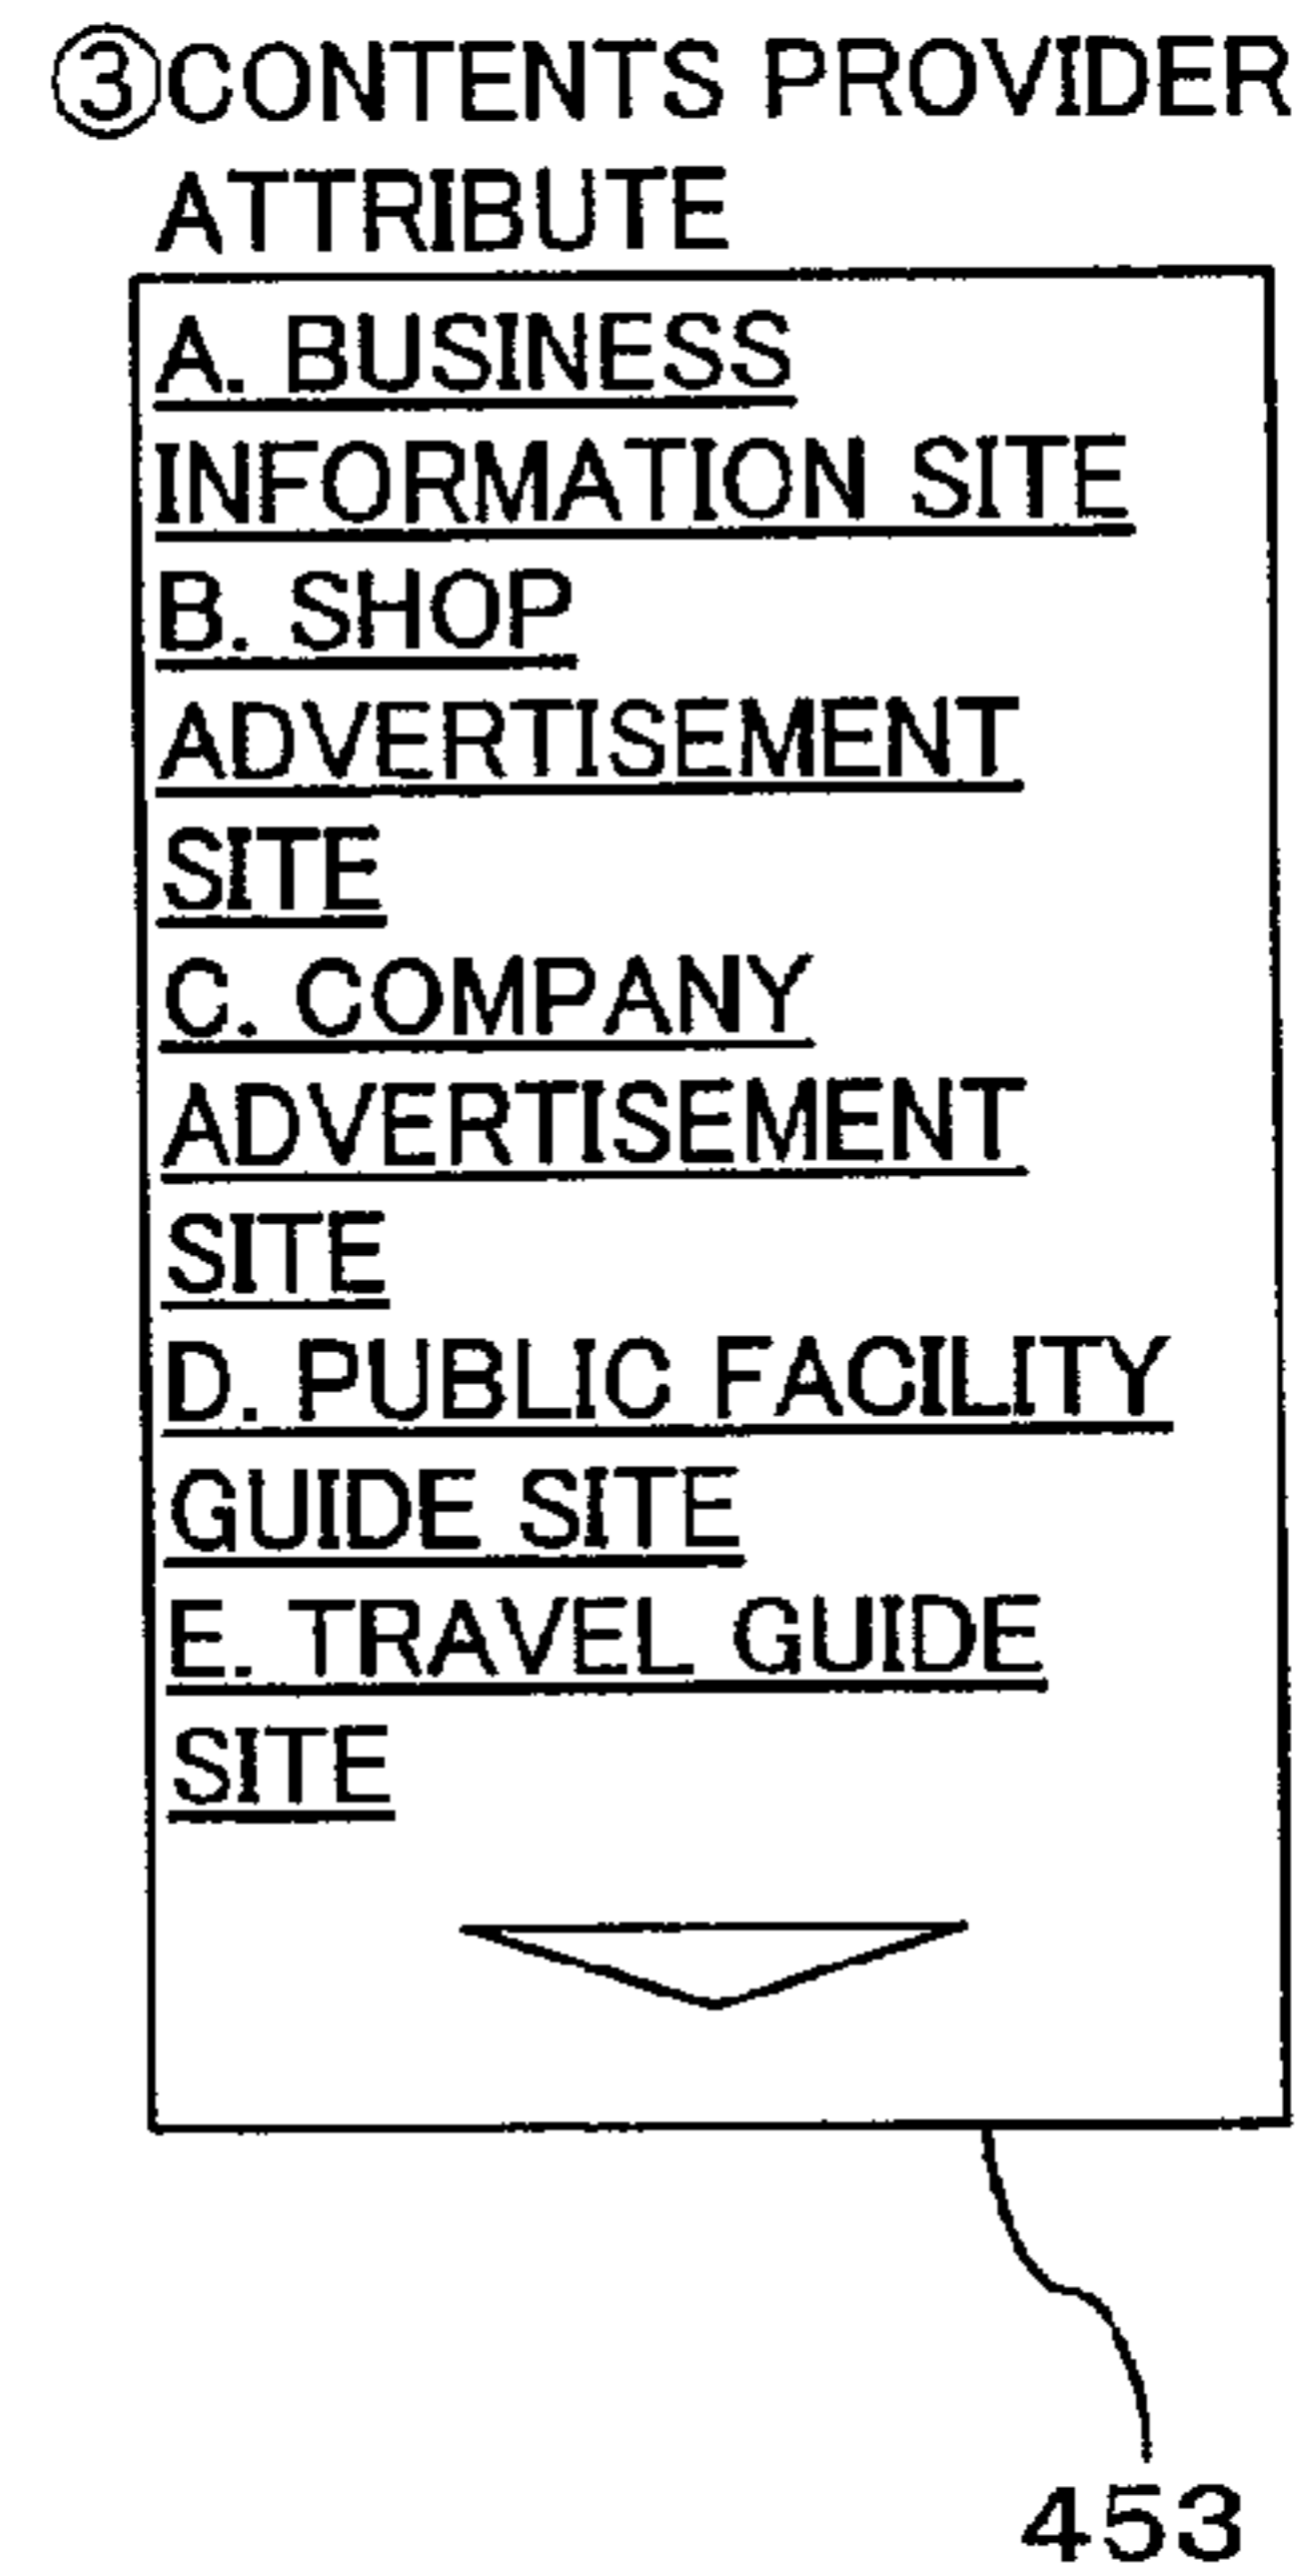 ③CONTENTS PROVIDER
ATTRIBUTE
A. BUSINESS
INFORMATION SITE
B. SHOP
ADVERTISEMENT
SITE
C. COMPANY
ADVERTISEMENT
SITE
D. PUBLIC FACILITY
GUIDE SITE
E. TRAVEL GUIDE
SITE
453